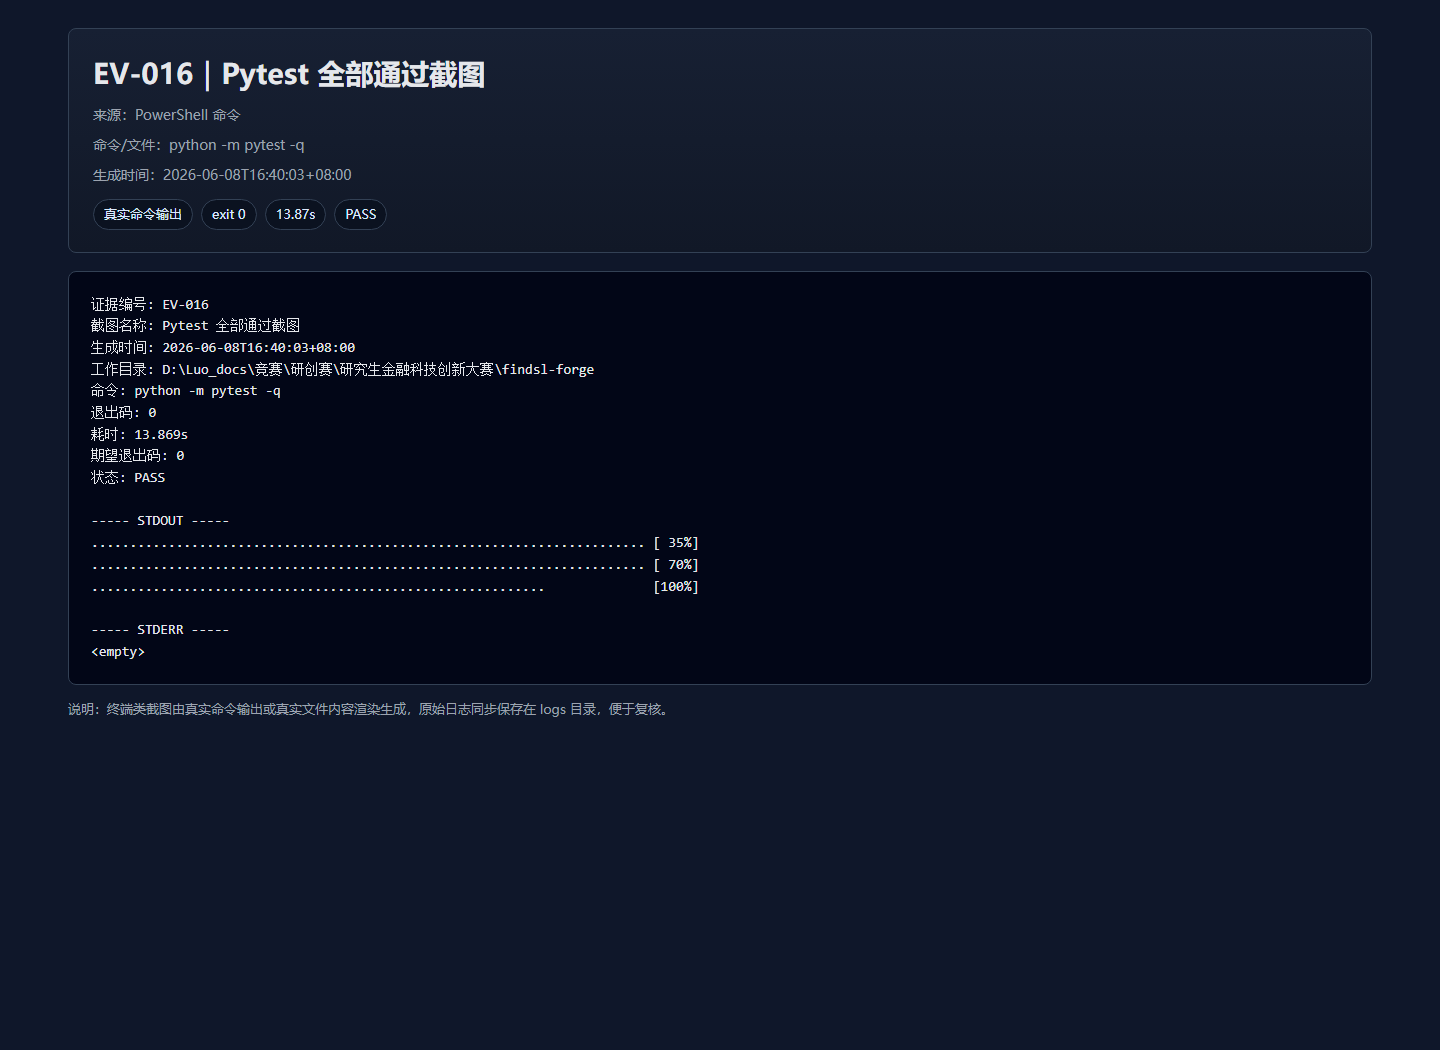 EV-016 | Pytest 全部通过截图
来源：PowerShell 命令
命令/文件：python -m pytest -q
生成时间：2026-06-08T16:40:03+08:00
真实命令输出 exit 0 13.87s PASS
证据编号: EV-016
截图名称: Pytest 全部通过截图
生成时间: 2026-06-08T16:40:03+08:00
工作目录: D:\Luo_docs\竞赛\研创赛\研究生金融科技创新大赛\findsl-forge
命令: python -m pytest -q
退出码: 0
耗时: 13.869s
期望退出码: 0
状态: PASS
----- STDOUT -----
........................................................................ [ 35%]
........................................................................ [ 70%]
........................................................... [100%]
----- STDERR -----
<empty>
说明：终端类截图由真实命令输出或真实文件内容渲染生成，原始日志同步保存在 logs 目录，便于复核。